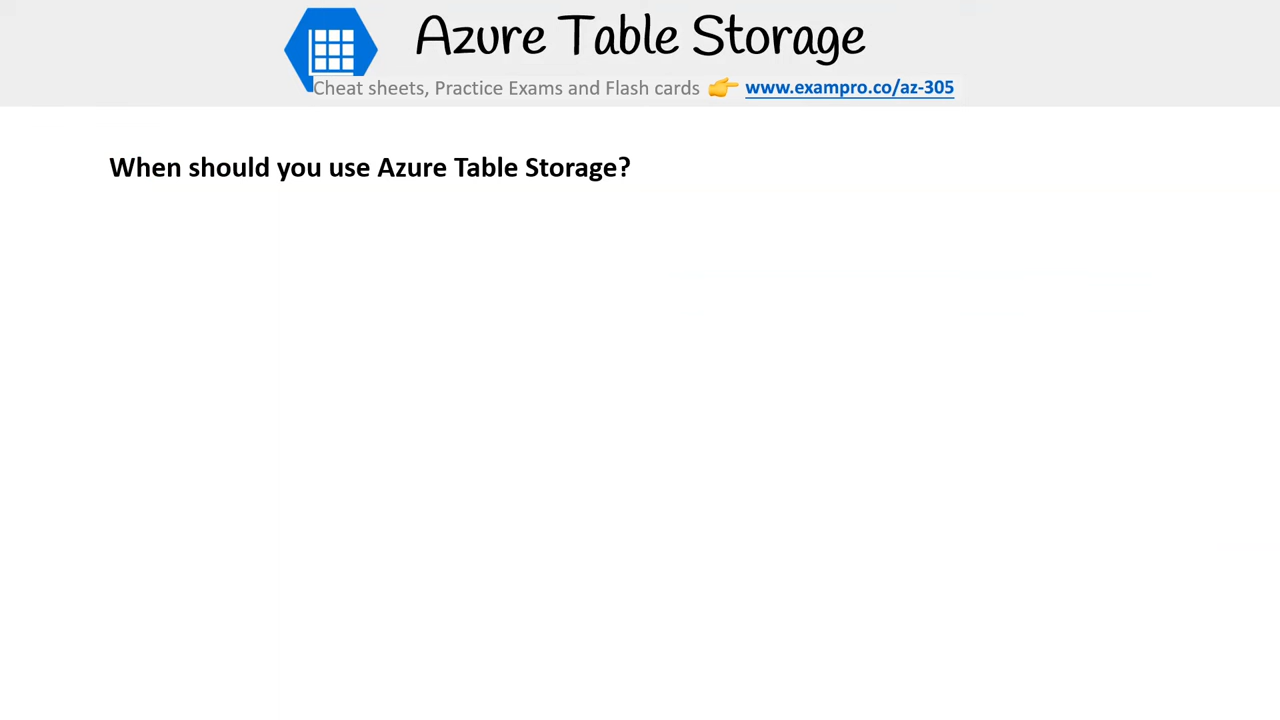 Azure Table Storage
Cheat sheets, Practice Exams and Flash cards 👉 www.exampro.co/az-305
When should you use Azure Table Storage?